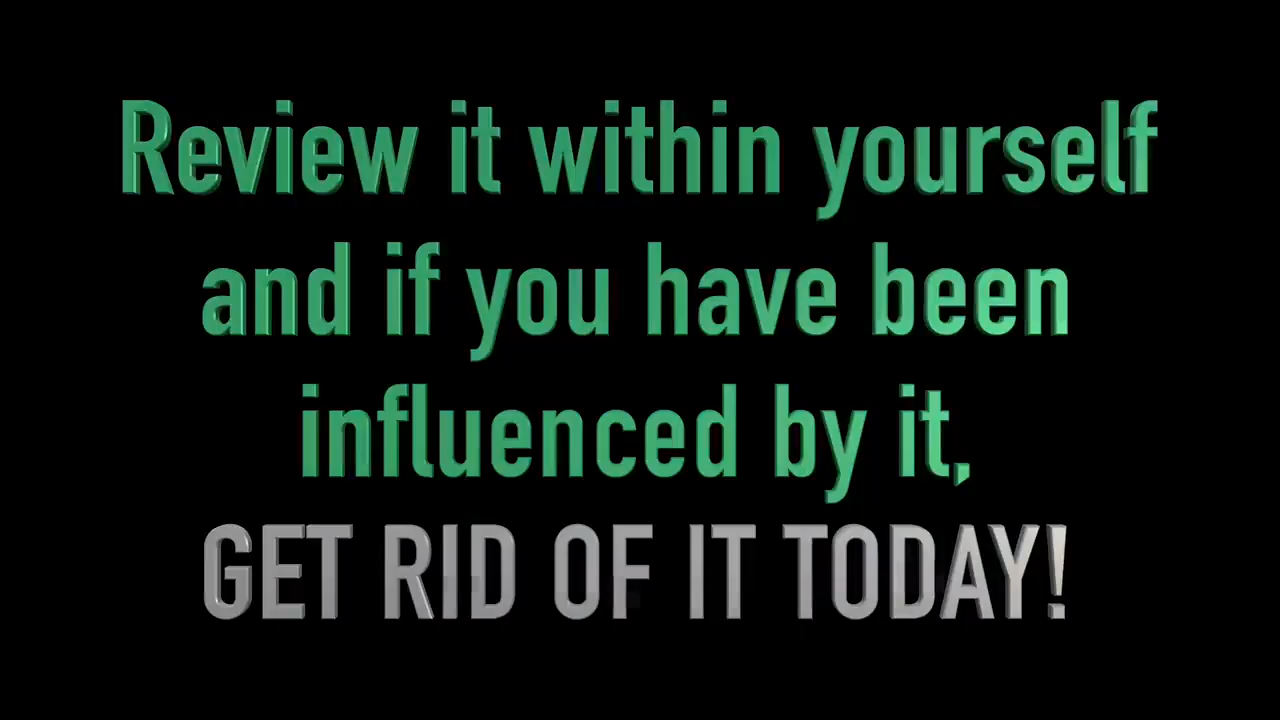 Review it within yourself
and if you have been
influenced by it,
GET RID OF IT TODAY!